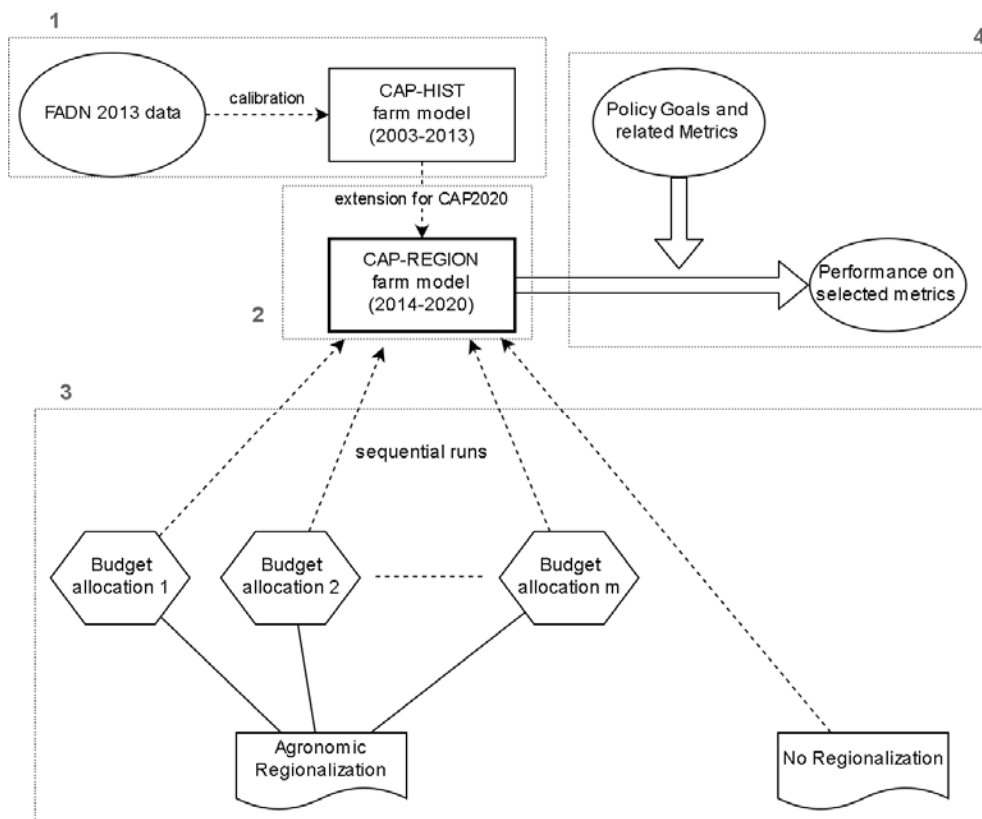 1
4
FADN 2013 data
calibration
CAP-HIST
farm model
(2003-2013)
Policy Goals and
related Metrics
extension for CAP2020
CAP-REGION
farm model
(2014-2020)
Performance on
selected metrics
2
3
sequential runs
Budget
allocation 1
Budget
allocation 2
Budget
allocation m
Agronomic
Regionalization
No Regionalization